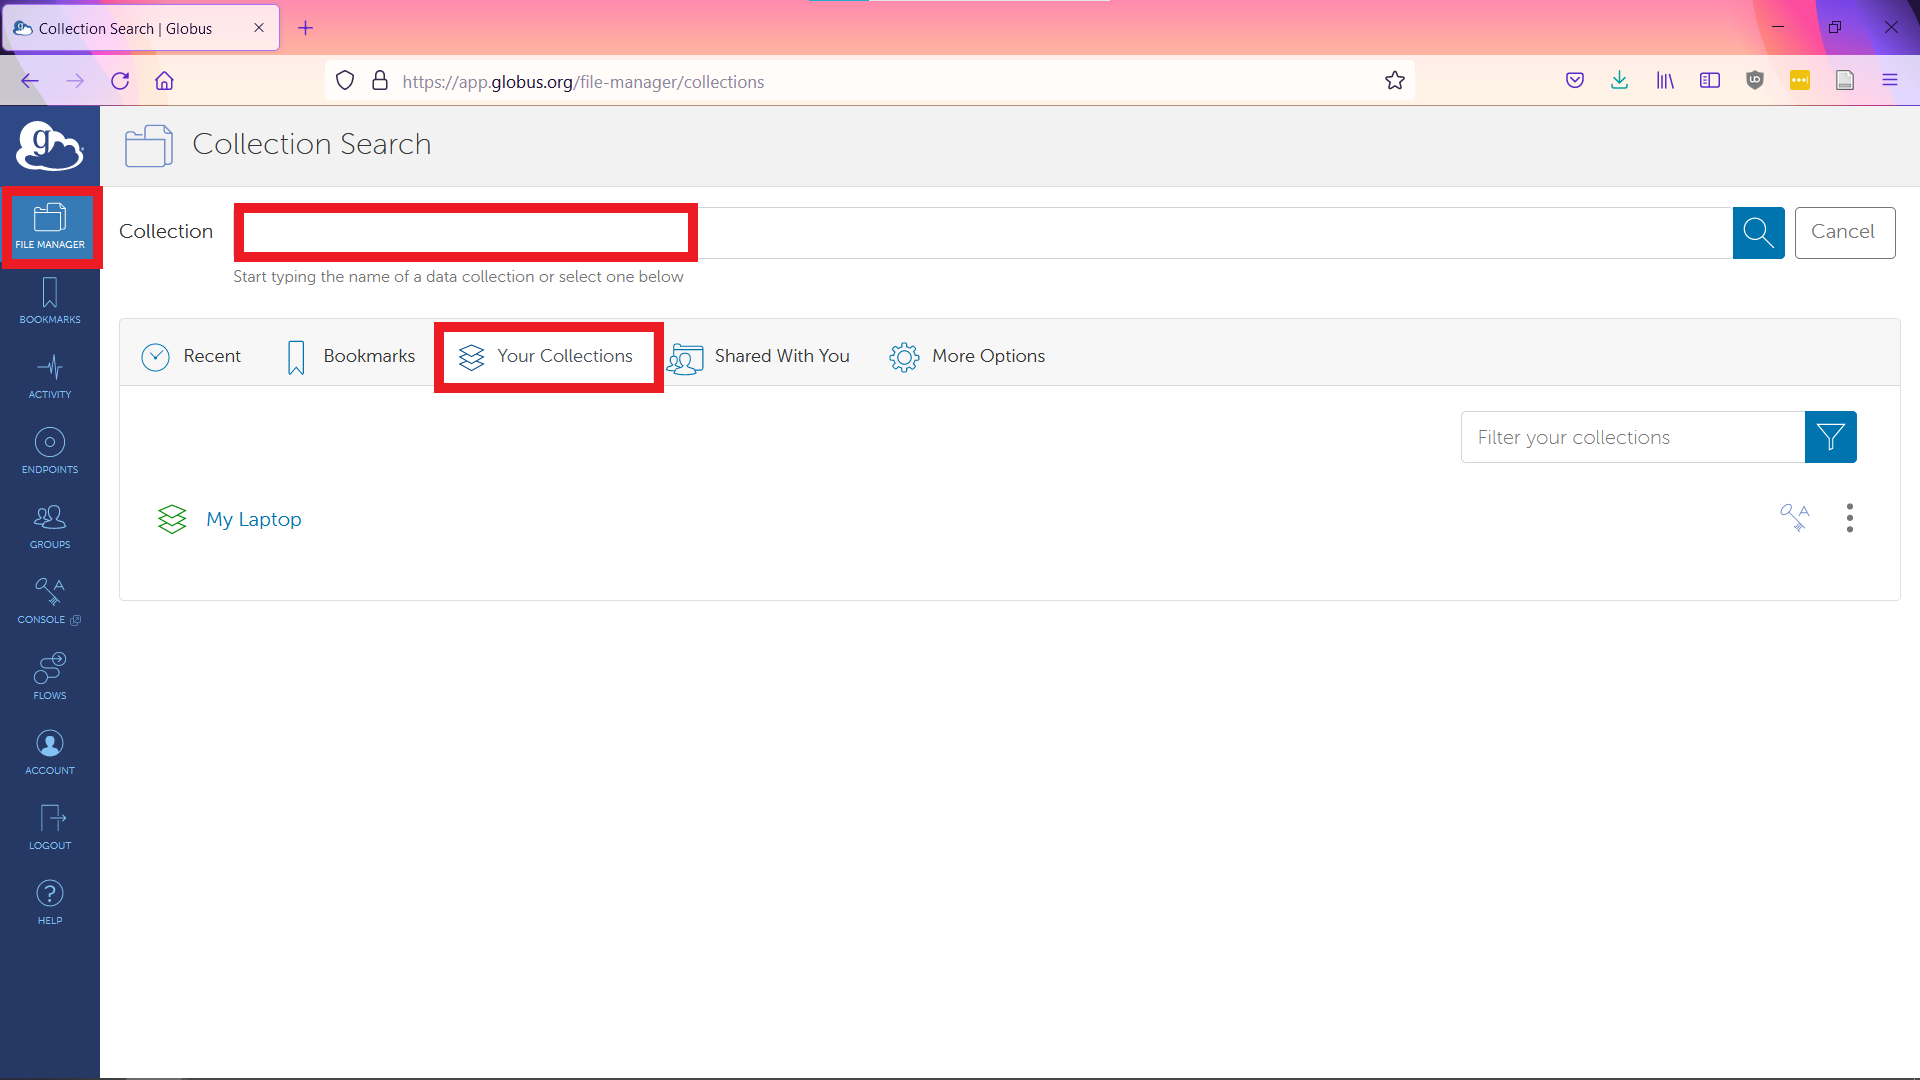 Collection Search | Globus
https://app.globus.org/file-manager/collections
g
Collection Search
FILE MANAGER
BOOKMARKS
ACTIVITY
ENDPOINTS
GROUPS
CONSOLE
FLOWS
ACCOUNT
LOGOUT
HELP
Collection
Cancel
Start typing the name of a data collection or select one below
Recent
Bookmarks
Your Collections
Shared With You
More Options
Filter your collections
My Laptop